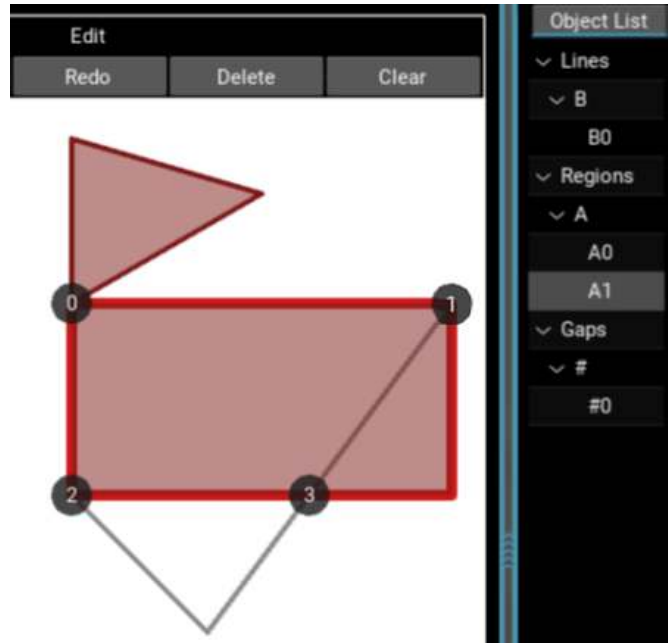 Edit
Redo Delete Clear
Object List
Lines
B
B0
Regions
A
A0
A1
Gaps
#
#0
0
1
2
3